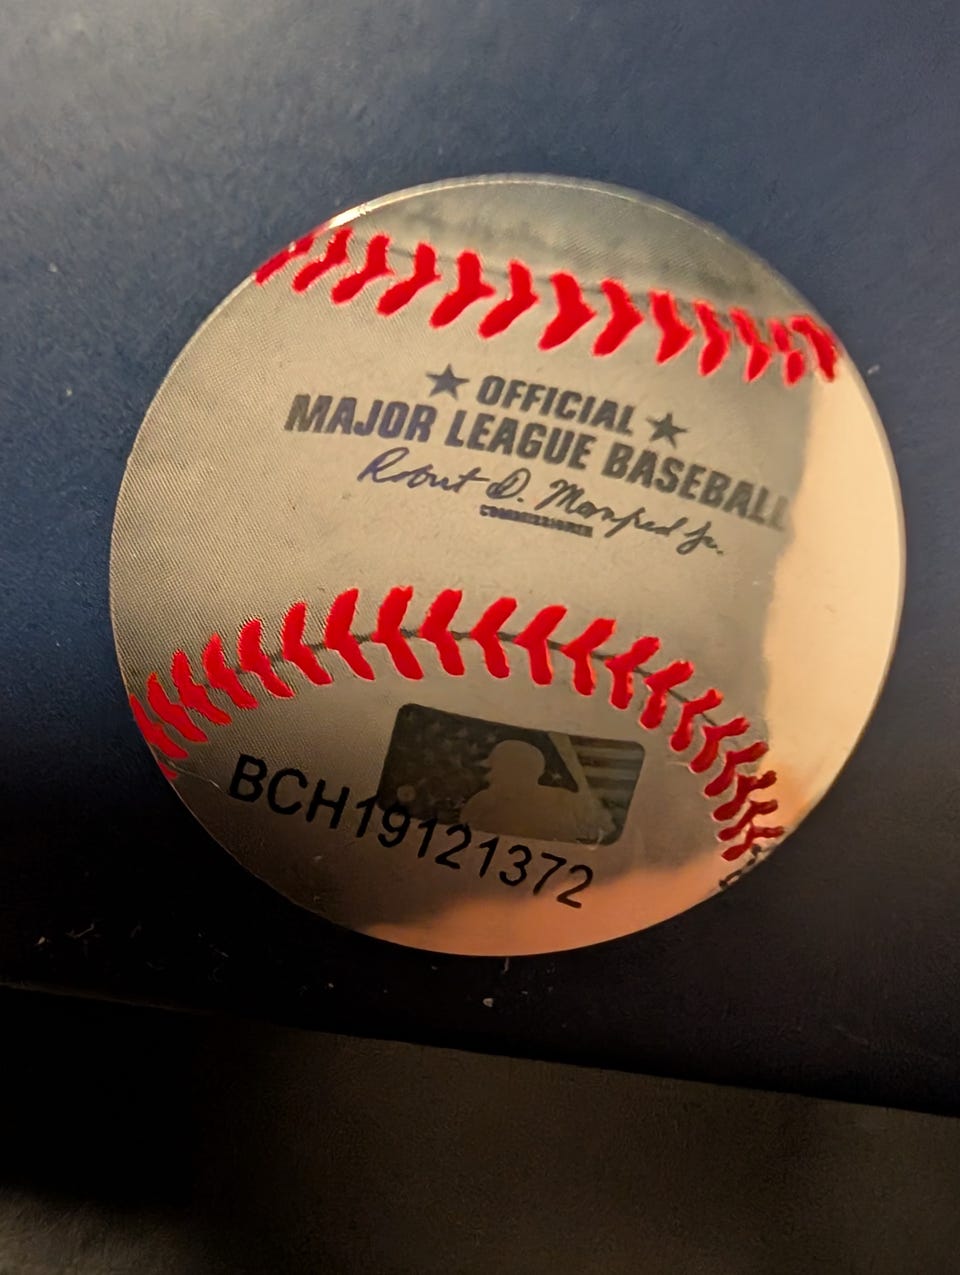 ★ OFFICIAL ★
MAJOR LEAGUE BASEBALL
Robert D. Manfred Jr.
COMMISSIONER
BCH19121372